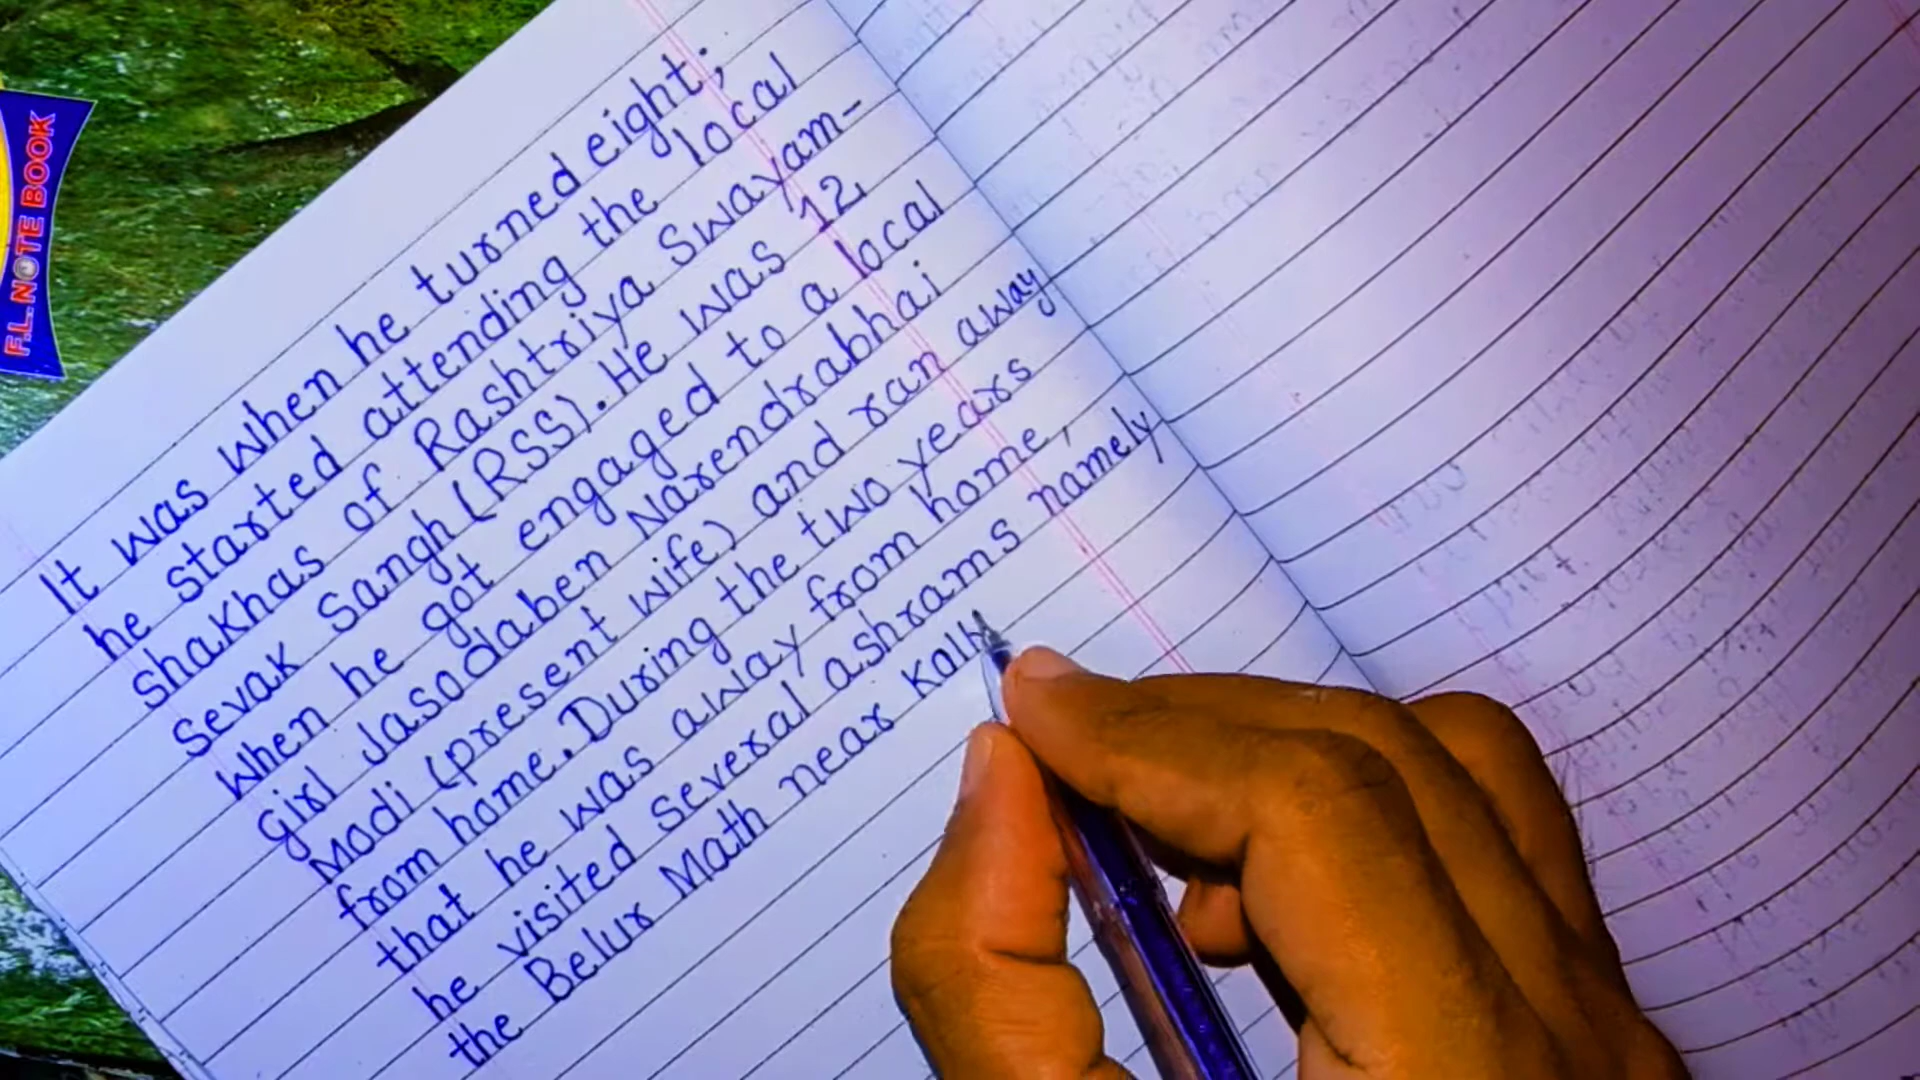 F.L. NOTE BOOK
It was when he turned eight;
he started attending the local
shakhas of Rashtriya Swayam-
Sevak Sangh (RSS). He was 12,
When he got engaged to a local
girl Jasodaben Narendrabhai
Modi (present wife) and ran away
from home. During the two years
that he was away from home,
he visited several ashrams namely
the Belur Math near